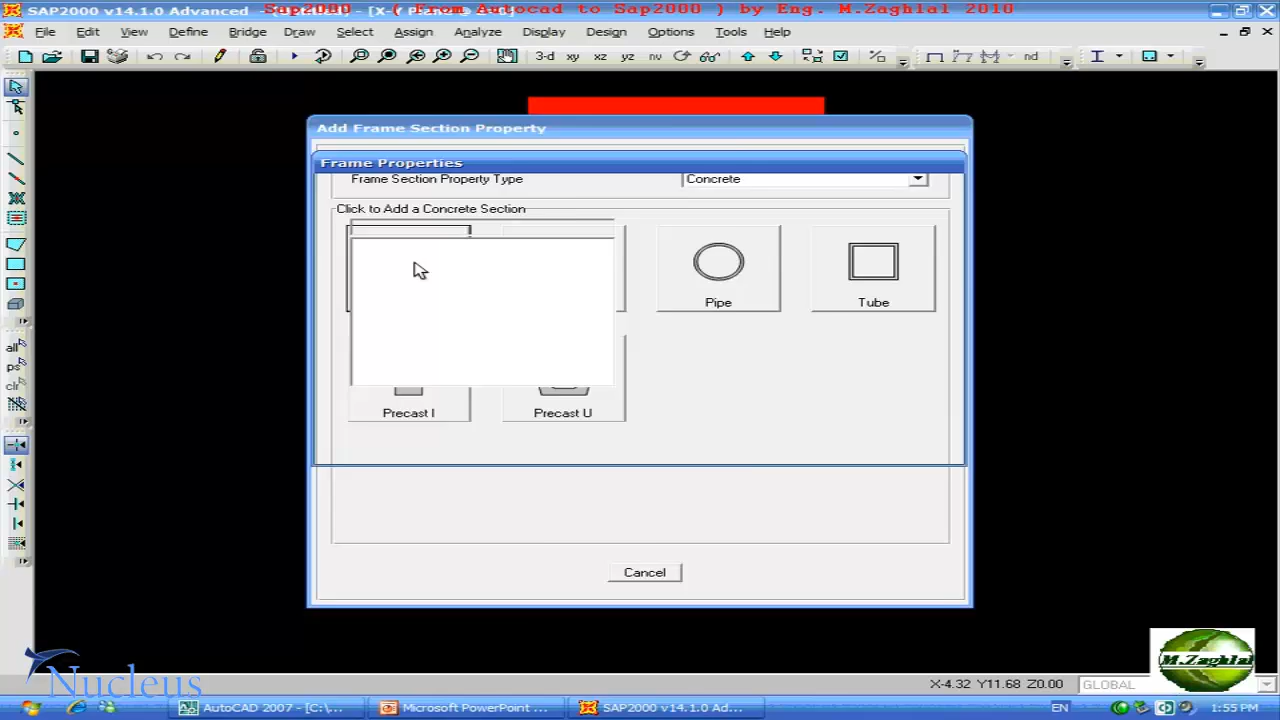 SAP2000 v14.1.0 Advanced
Sap2000 - ( From Autocad to Sap2000 ) by Eng. M.Zaghlal 2010
File Edit View Define Bridge Draw Select Assign Analyze Display Design Options Tools Help
3-d xy xz yz nv nd
Add Frame Section Property
Frame Properties
Frame Section Property Type Concrete
Click to Add a Concrete Section
Pipe Tube
all
ps
clr
Precast I Precast U
Cancel
X-4.32 Y11.68 Z0.00 GLOBAL
M.Zaghlal
Nucleus
AutoCAD 2007 - [C:\... Microsoft PowerPoint ... SAP2000 v14.1.0 Ad... EN 1:55 PM